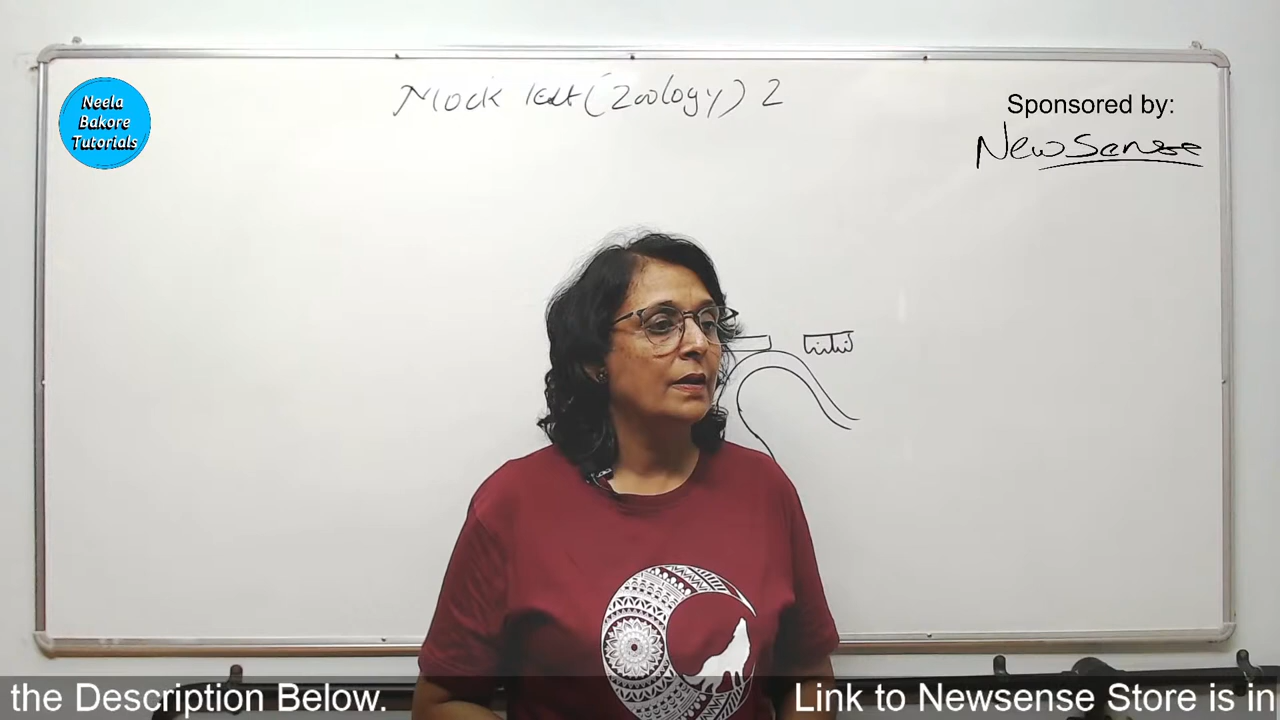 Mock test (Zoology) 2
Neela
Bakore
Tutorials
Sponsored by:
NewSense
the Description Below.
Link to Newsense Store is in